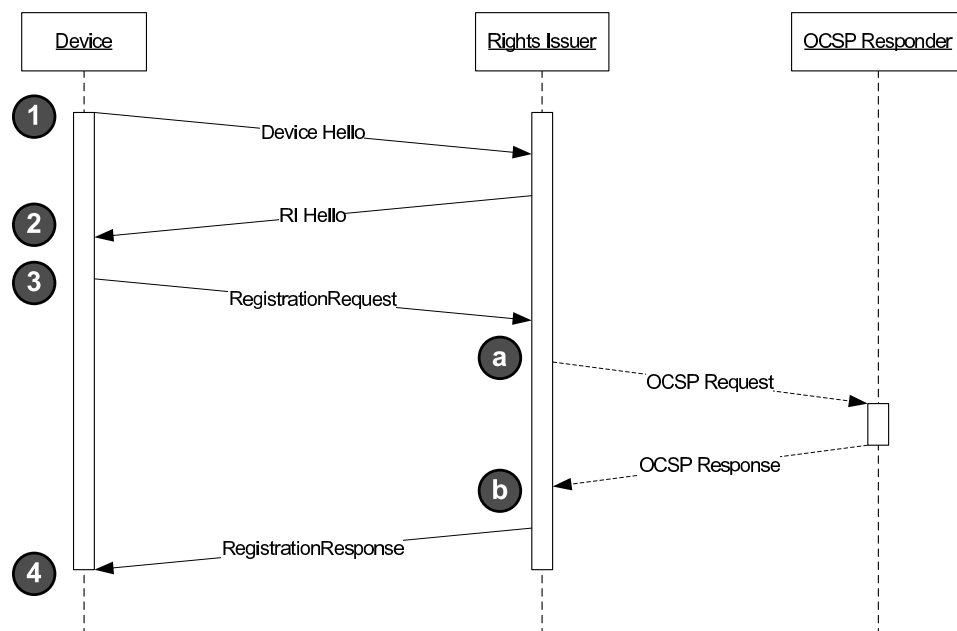 Device
Rights Issuer
OCSP Responder
1
Device Hello
RI Hello
2
3
RegistrationRequest
a
OCSP Request
OCSP Response
b
RegistrationResponse
4